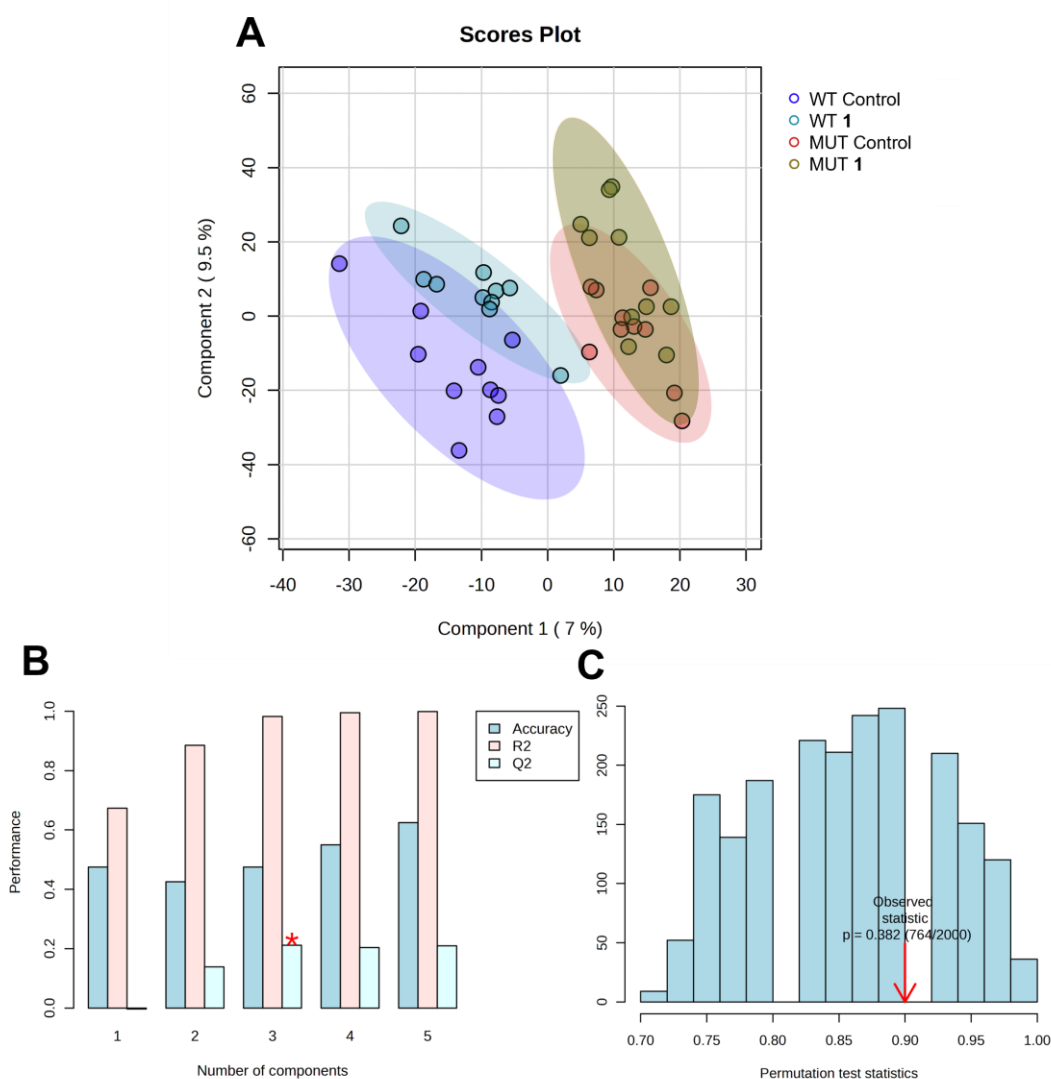 A
Scores Plot
Component 2 ( 9.5 %)
60
40
20
0
-20
-40
-60
-40 -30 -20 -10 0 10 20 30
Component 1 ( 7 %)
WT Control
WT 1
MUT Control
MUT 1
B
Performance
1.0
0.8
0.6
0.4
0.2
0.0
*
1 2 3 4 5
Number of components
Accuracy
R2
Q2
C
250
200
150
100
50
0
Observed
statistic
p = 0.382 (764/2000)
0.70 0.75 0.80 0.85 0.90 0.95 1.00
Permutation test statistics